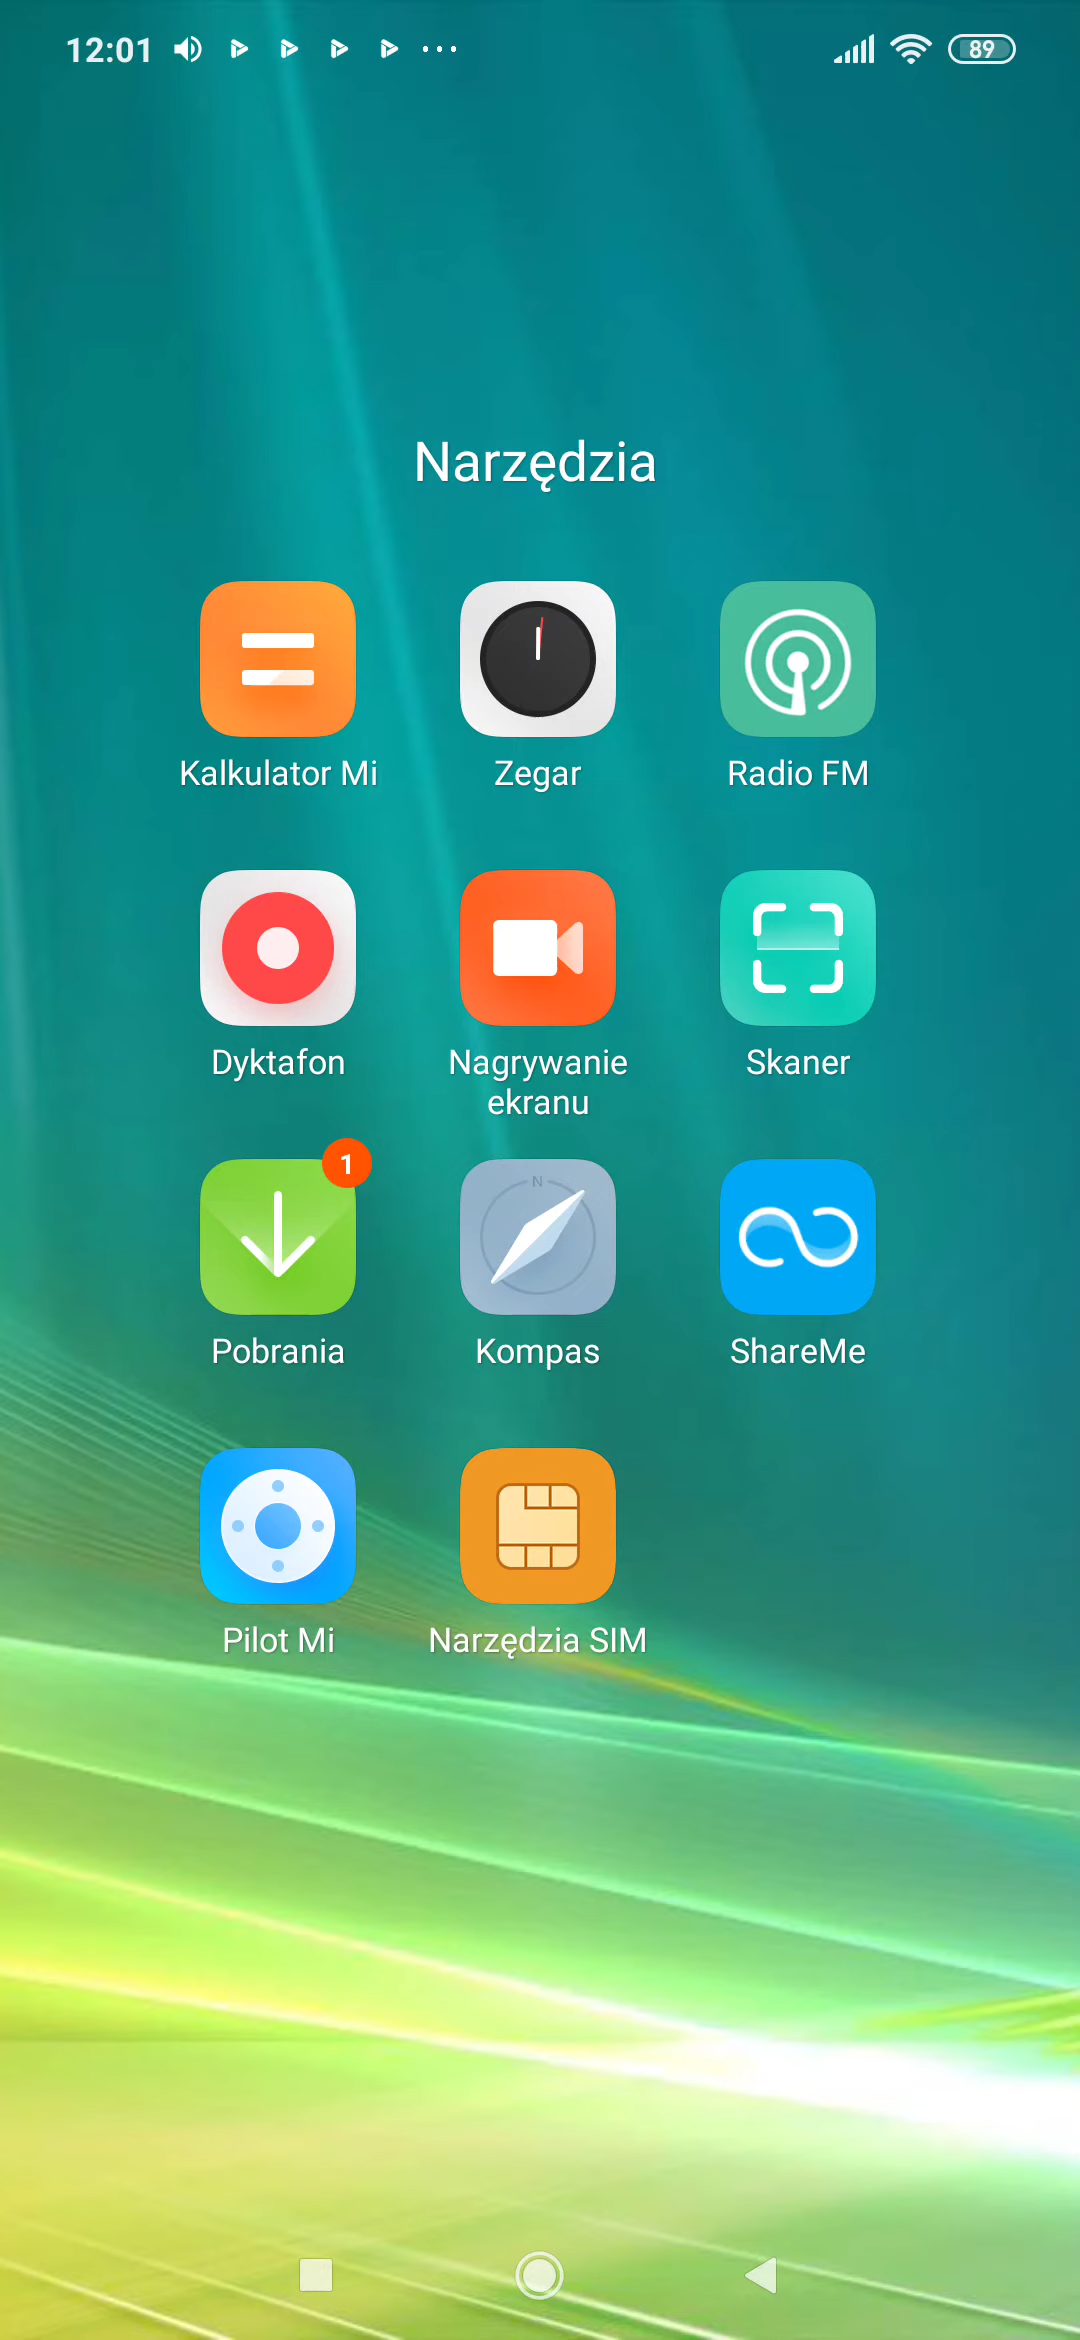 12:01
89
Narzędzia
Kalkulator Mi
Zegar
Radio FM
Dyktafon
Nagrywanie
ekranu
Skaner
1
N
Pobrania
Kompas
ShareMe
Pilot Mi
Narzędzia SIM